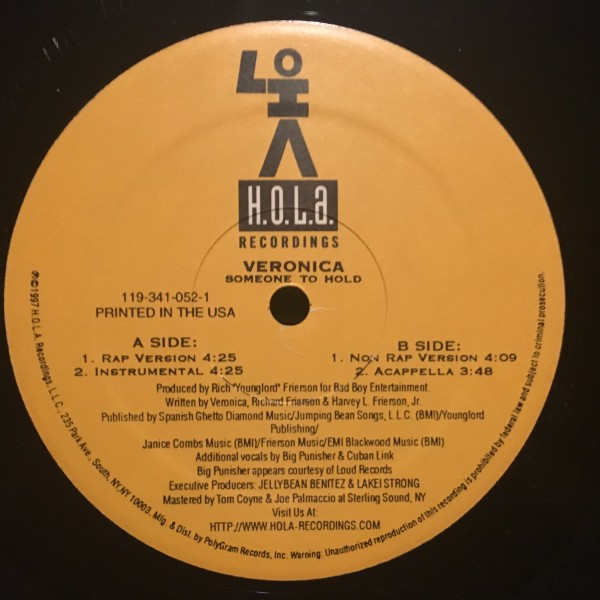 HOLA
H.O.L.a.
RECORDINGS
VERONICA
SOMEONE TO HOLD
119-341-052-1
PRINTED IN THE USA
A SIDE:
1. RAP VERSION 4:25
2. INSTRUMENTAL 4:25
B SIDE:
1. NON RAP VERSION 4:09
2. ACAPPELLA 3:48
Produced by Rich "Younglord" Frierson for Bad Boy Entertainment.
Written by Veronica, Richard Frierson & Harvey L. Frierson, Jr.
Published by Spanish Ghetto Diamond Music/Jumping Bean Songs, L.L.C. (BMI)/Younglord
Publishing/
Janice Combs Music (BMI)/Frierson Music/EMI Blackwood Music (BMI)
Additional vocals by Big Punisher & Cuban Link
Big Punisher appears courtesy of Loud Records
Executive Producers: JELLYBEAN BENITEZ & LAKEISTRONG
Mastered by Tom Coyne & Joe Palmaccio at Sterling Sound, NY
Visit Us At:
HTTP://WWW.HOLA-RECORDINGS.COM
℗©1997 H.O.L.A. Recordings, L.L.C., 235 Park Ave., South, NY, NY 10003. Mfg. & Dist. by PolyGram Records, Inc. Warning: Unauthorized reproduction of this recording is prohibited by federal law and subject to criminal prosecution.